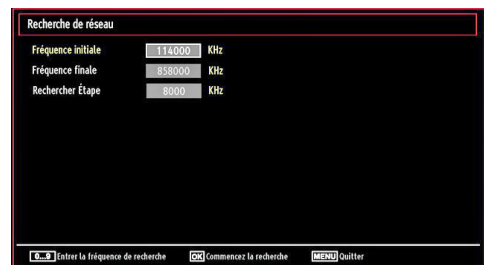 Recherche de réseau
Fréquence initiale 114000 KHz
Fréquence finale 858000 KHz
Rechercher Étape 8000 KHz
0...9 Entrer la fréquence de recherche OK Commencez la recherche MENU Quitter